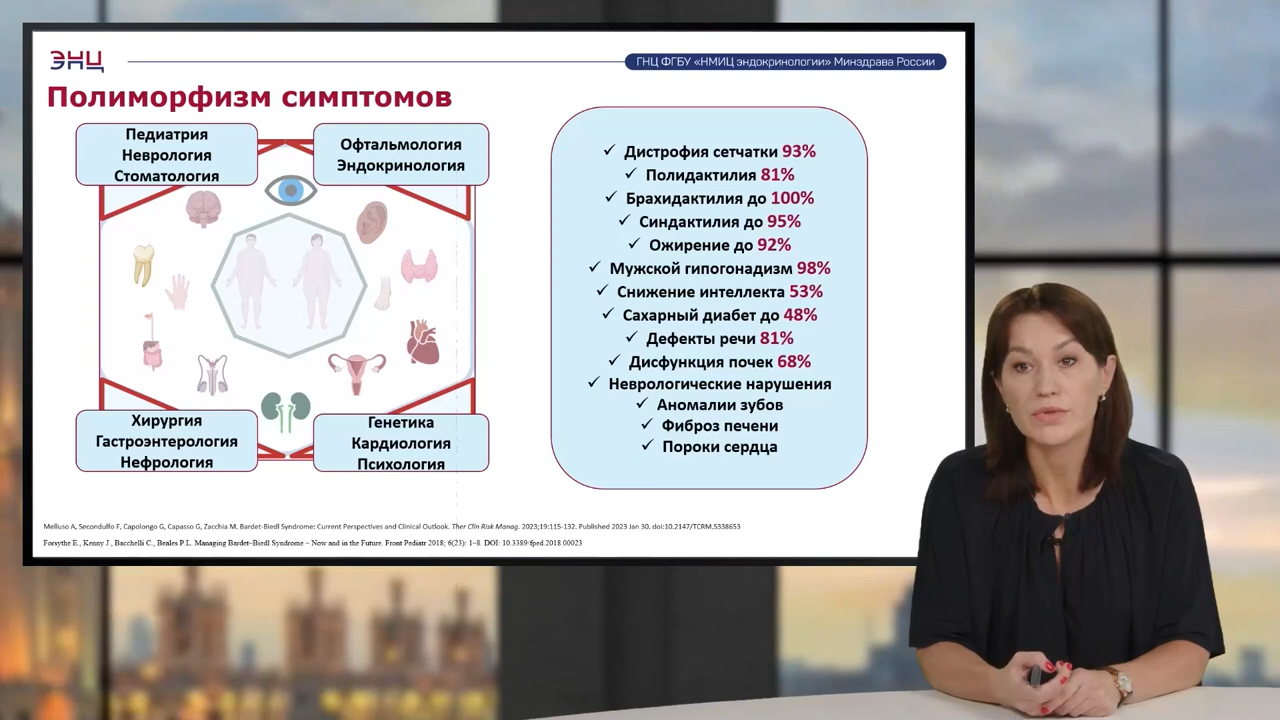 ЭНЦ
ГНЦ ФГБУ «НМИЦ эндокринологии» Минздрава России
Полиморфизм симптомов
Педиатрия
Неврология
Стоматология
Офтальмология
Эндокринология
Хирургия
Гастроэнтерология
Нефрология
Генетика
Кардиология
Психология
✓ Дистрофия сетчатки 93%
✓ Полидактилия 81%
✓ Брахидактилия до 100%
✓ Синдактилия до 95%
✓ Ожирение до 92%
✓ Мужской гипогонадизм 98%
✓ Снижение интеллекта 53%
✓ Сахарный диабет до 48%
✓ Дефекты речи 81%
✓ Дисфункция почек 68%
✓ Неврологические нарушения
✓ Аномалии зубов
✓ Фиброз печени
✓ Пороки сердца
Melluso A, Secondulfo F, Capolongo G, Capasso G, Zacchia M. Bardet-Biedl Syndrome: Current Perspectives and Clinical Outlook. Ther Clin Risk Manag. 2023;19:115-132. Published 2023 Jan 30. doi:10.2147/TCRM.S338653
Forsythe E., Kenny J., Bacchelli C., Beales P.L. Managing Bardet–Biedl Syndrome – Now and in the Future. Front Pediatr 2018; 6(23): 1–8. DOI: 10.3389/fped.2018.00023